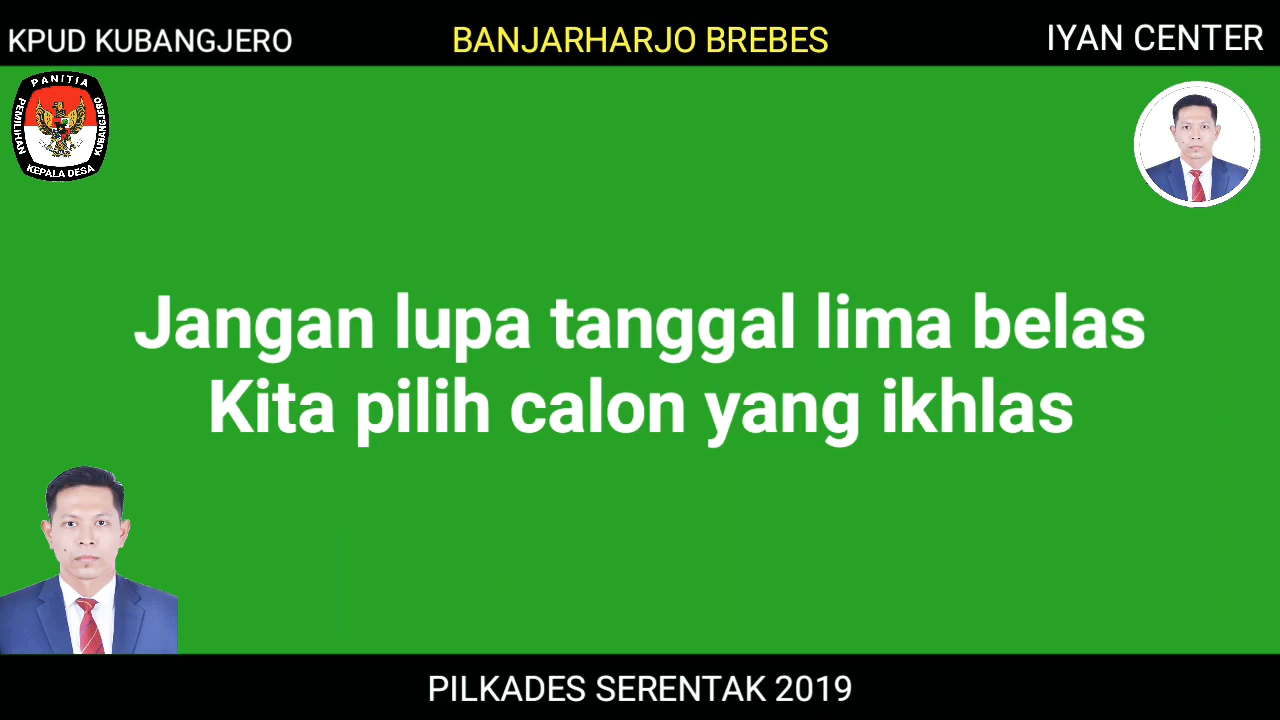 KPUD KUBANGJERO
BANJARHARJO BREBES
IYAN CENTER
PANITIA
PEMILIHAN
KUBANGJERO
KEPALA DESA
Jangan lupa tanggal lima belas
Kita pilih calon yang ikhlas
PILKADES SERENTAK 2019